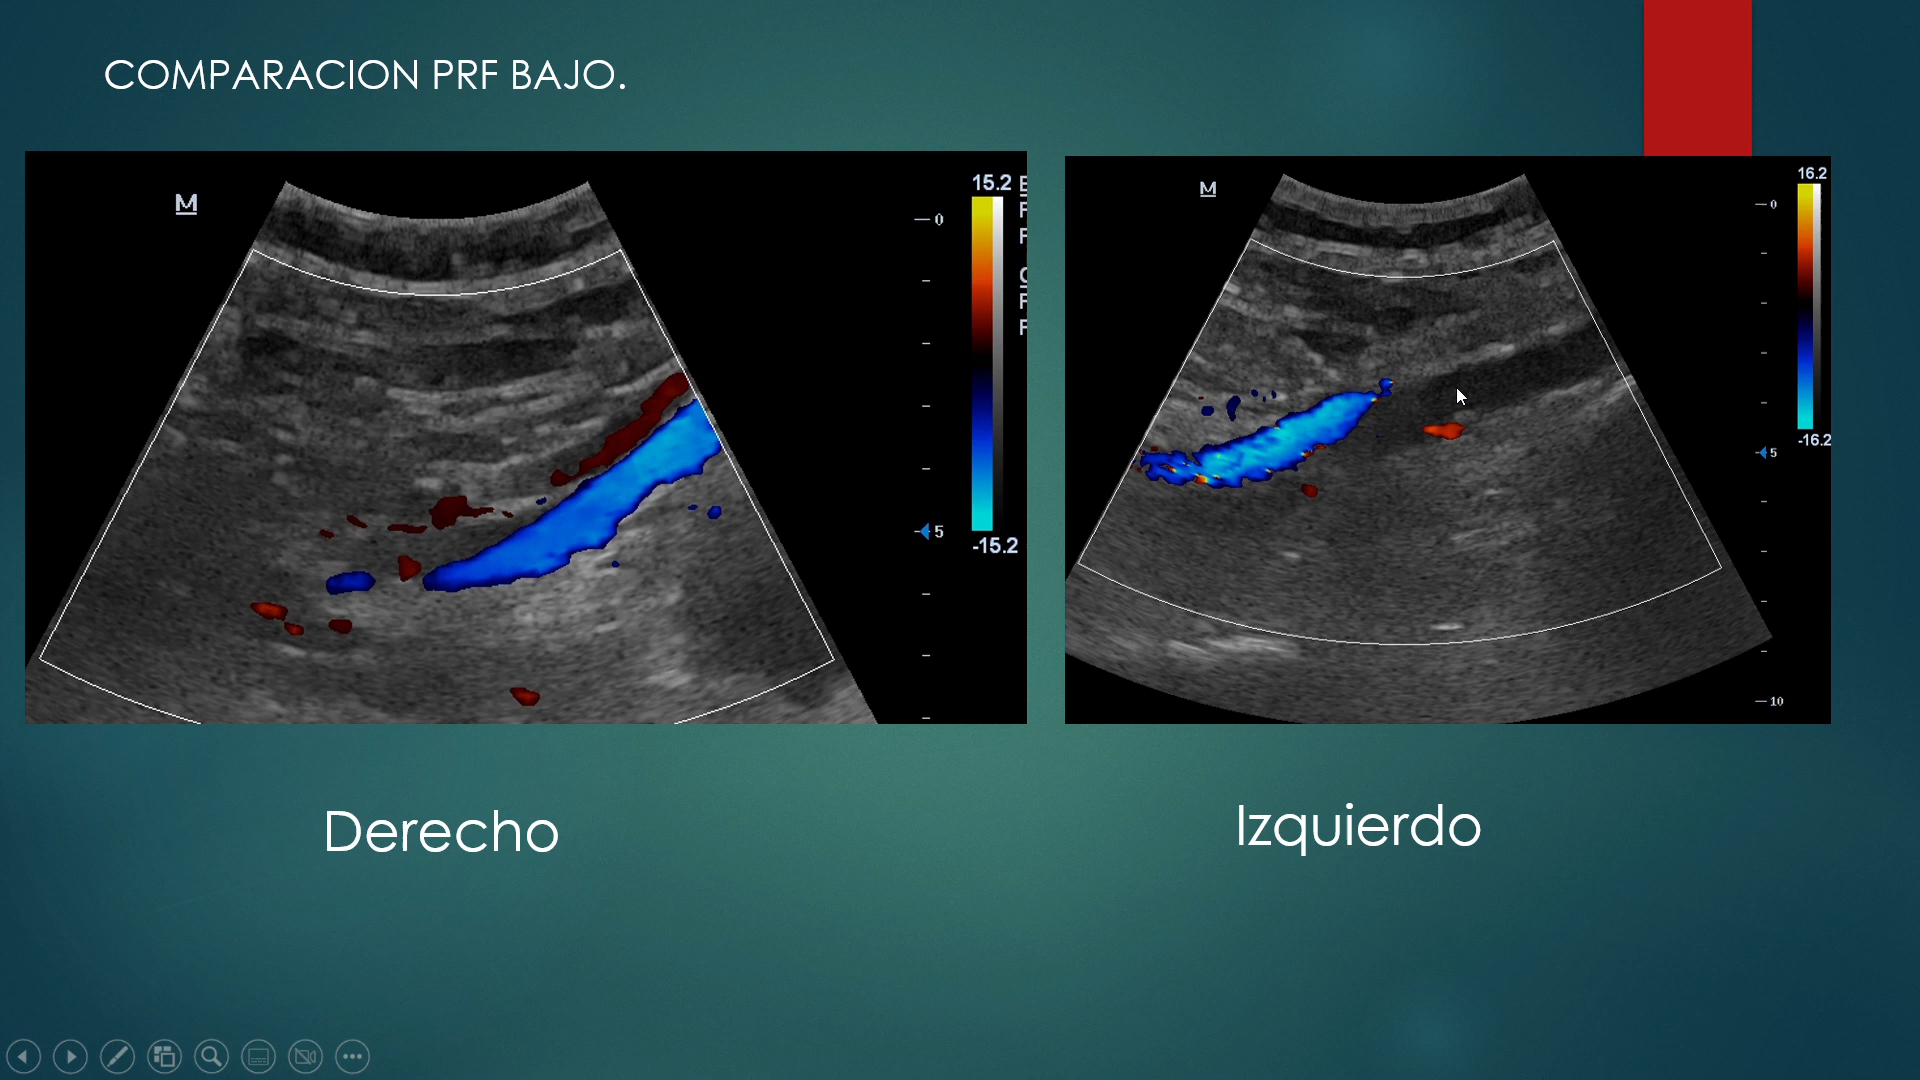 COMPARACION PRF BAJO.
M
15.2
0
5
-15.2
E
F
F
C
F
F
M
16.2
0
-16.2
5
10
Derecho
Izquierdo